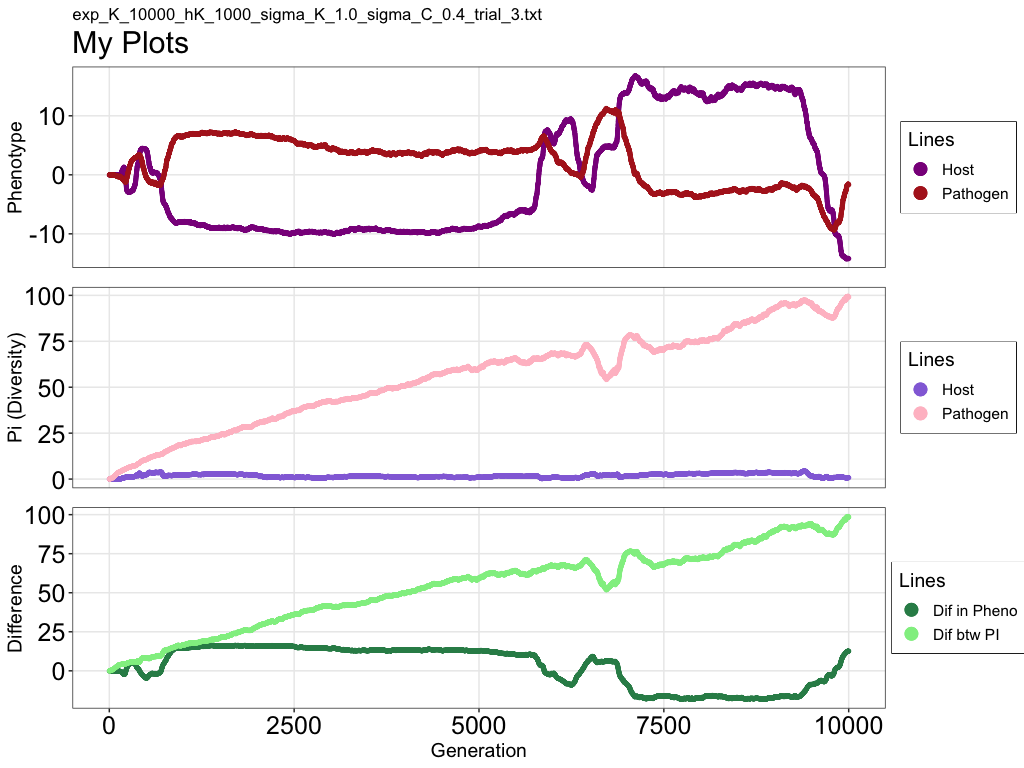 exp_K_10000_hK_1000_sigma_K_1.0_sigma_C_0.4_trial_3.txt
My Plots
Phenotype
10
0
-10
Lines
Host
Pathogen
Pi (Diversity)
100
75
50
25
0
Lines
Host
Pathogen
Difference
100
75
50
25
0
Lines
Dif in Pheno
Dif btw PI
0 2500 5000 7500 10000
Generation